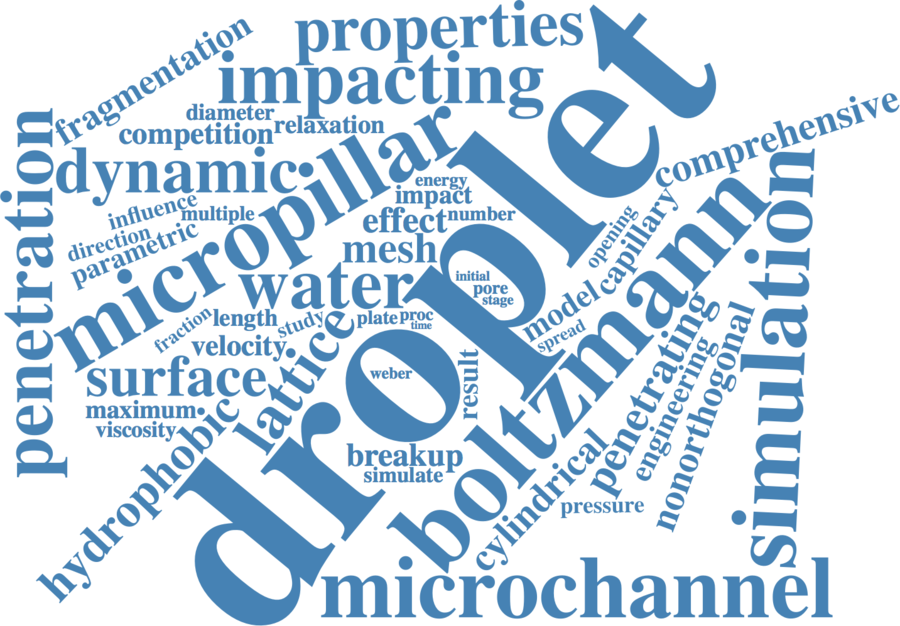 properties
impacting
fragmentation
diameter
competition
relaxation
comprehensive
droplet
penetration
dynamic
micropillar
energy
impact
influence
multiple
effect
number
direction
parametric
mesh
opening
capillary
water
initial
pore
stage
model
boltzmann
simulation
fraction
length
study
plate
proc
time
spread
velocity
lattice
penetrating
engineering
nonorthogonal
surface
weber
result
maximum
viscosity
hydrophobic
breakup
simulate
cylindrical
pressure
microchannel